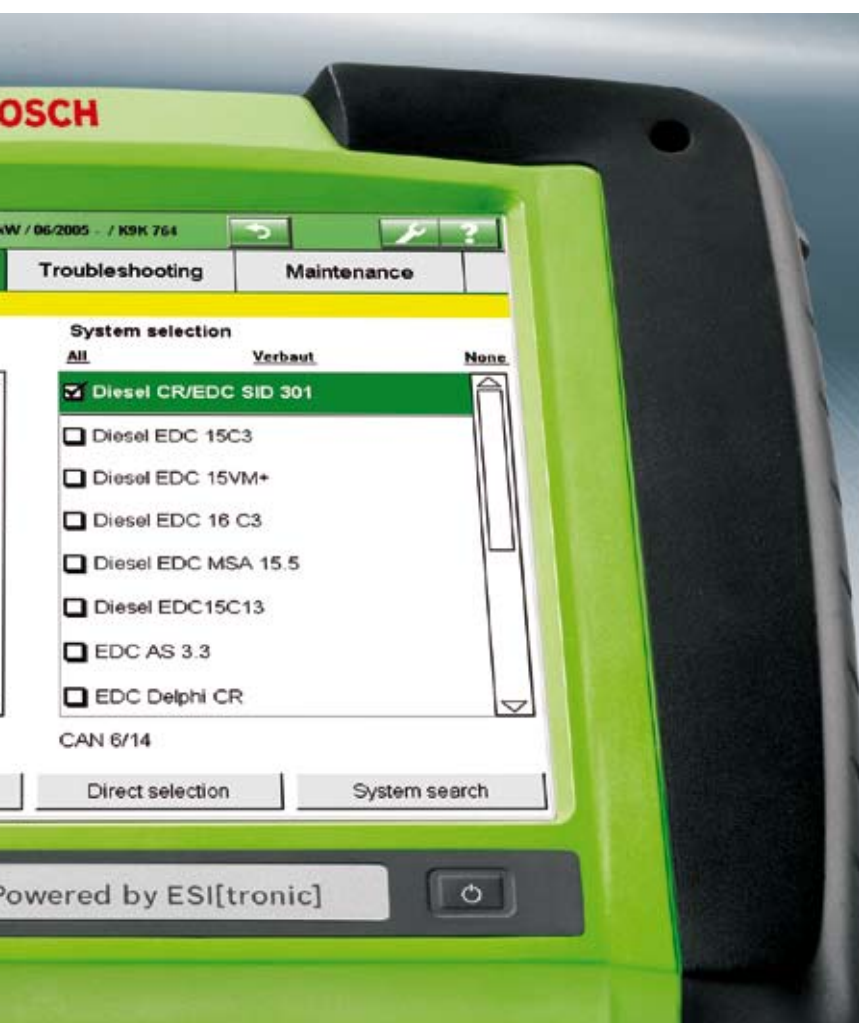 OSCH
kW / 06/2005 - / K9K 764
?
Troubleshooting Maintenance
System selection
All Verbaut None
Diesel CR/EDC SID 301
Diesel EDC 15C3
Diesel EDC 15VM+
Diesel EDC 16 C3
Diesel EDC MSA 15.5
Diesel EDC15C13
EDC AS 3.3
EDC Delphi CR
CAN 6/14
Direct selection System search
Powered by ESI[tronic]